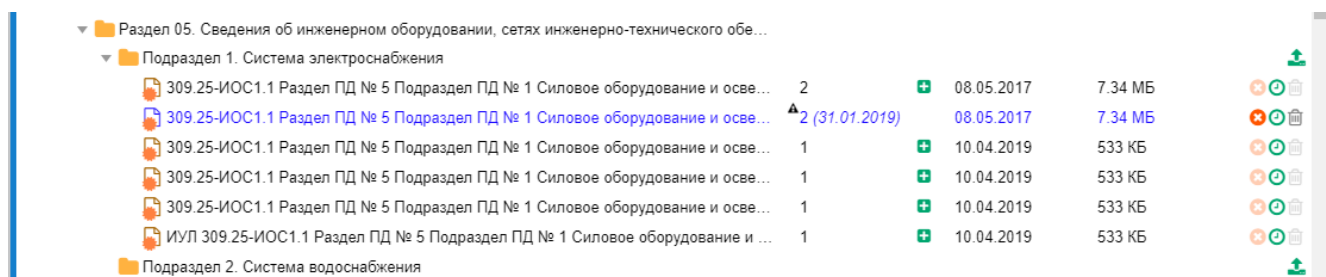 Раздел 05. Сведения об инженерном оборудовании, сетях инженерно-технического обе...
Подраздел 1. Система электроснабжения
309.25-ИОС1.1 Раздел ПД № 5 Подраздел ПД № 1 Силовое оборудование и осве... 2 08.05.2017 7.34 МБ
309.25-ИОС1.1 Раздел ПД № 5 Подраздел ПД № 1 Силовое оборудование и осве... 2 (31.01.2019) 08.05.2017 7.34 МБ
309.25-ИОС1.1 Раздел ПД № 5 Подраздел ПД № 1 Силовое оборудование и осве... 1 10.04.2019 533 КБ
309.25-ИОС1.1 Раздел ПД № 5 Подраздел ПД № 1 Силовое оборудование и осве... 1 10.04.2019 533 КБ
309.25-ИОС1.1 Раздел ПД № 5 Подраздел ПД № 1 Силовое оборудование и осве... 1 10.04.2019 533 КБ
ИУЛ 309.25-ИОС1.1 Раздел ПД № 5 Подраздел ПД № 1 Силовое оборудование и ... 1 10.04.2019 533 КБ
Подраздел 2. Система водоснабжения